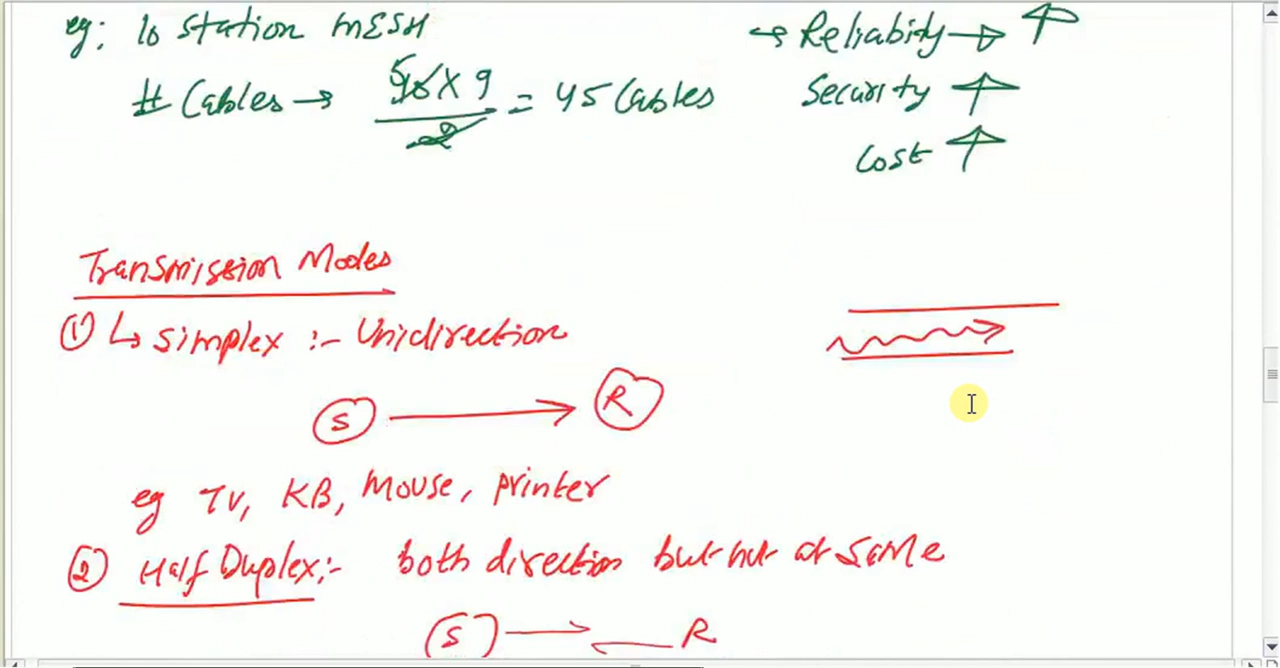 eg: 10 station MESH
# Cables → 5 10 X 9 / 2 = 45 Cables
→ Reliability → ↑
Security ↑
Cost ↑
Transmission Modes
① ↳ Simplex :- Unidirection
S → R
eg TV, KB, Mouse, Printer
② Half Duplex:- both direction but not at Same
S R